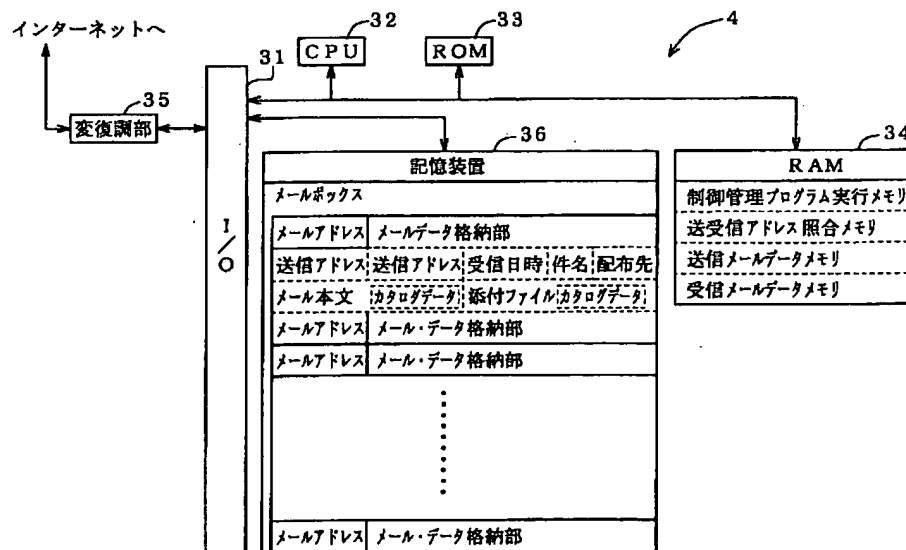 インターネットへ
31
32
CPU
33
ROM
4
35
変復調部
36
34
I/O
記憶装置
メールボックス
メールアドレス メールデータ格納部
送信アドレス 送信アドレス 受信日時 件名 配布先
メール本文 カタログデータ 添付ファイル カタログデータ
メールアドレス メール・データ格納部
メールアドレス メール・データ格納部
メールアドレス メール・データ格納部
RAM
制御管理プログラム実行メモリ
送受信アドレス照合メモリ
送信メールデータメモリ
受信メールデータメモリ